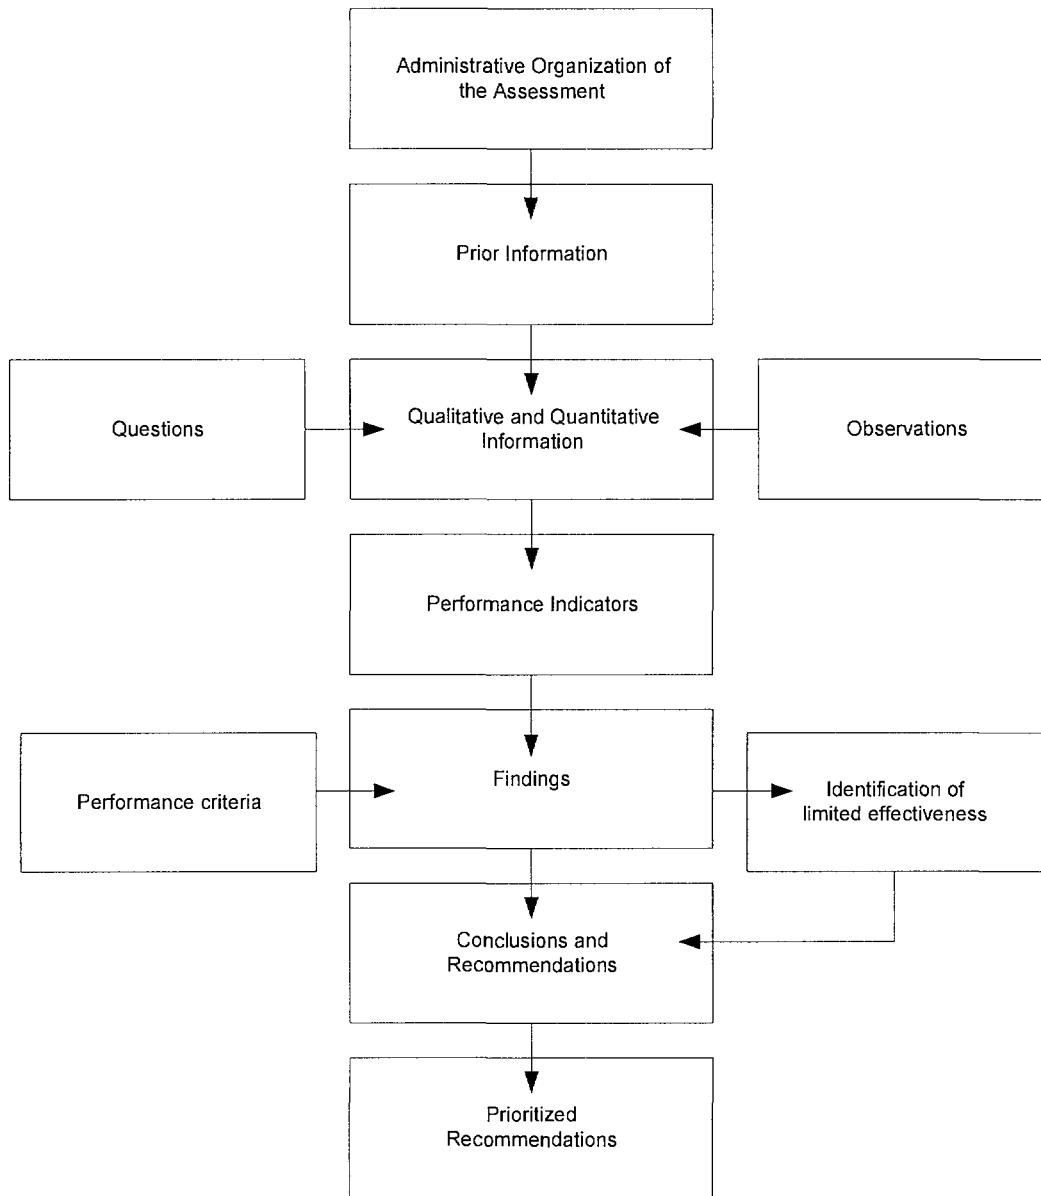 Administrative Organization of
the Assessment
Prior Information
Questions
Qualitative and Quantitative
Information
Observations
Performance Indicators
Performance criteria
Findings
Identification of
limited effectiveness
Conclusions and
Recommendations
Prioritized
Recommendations